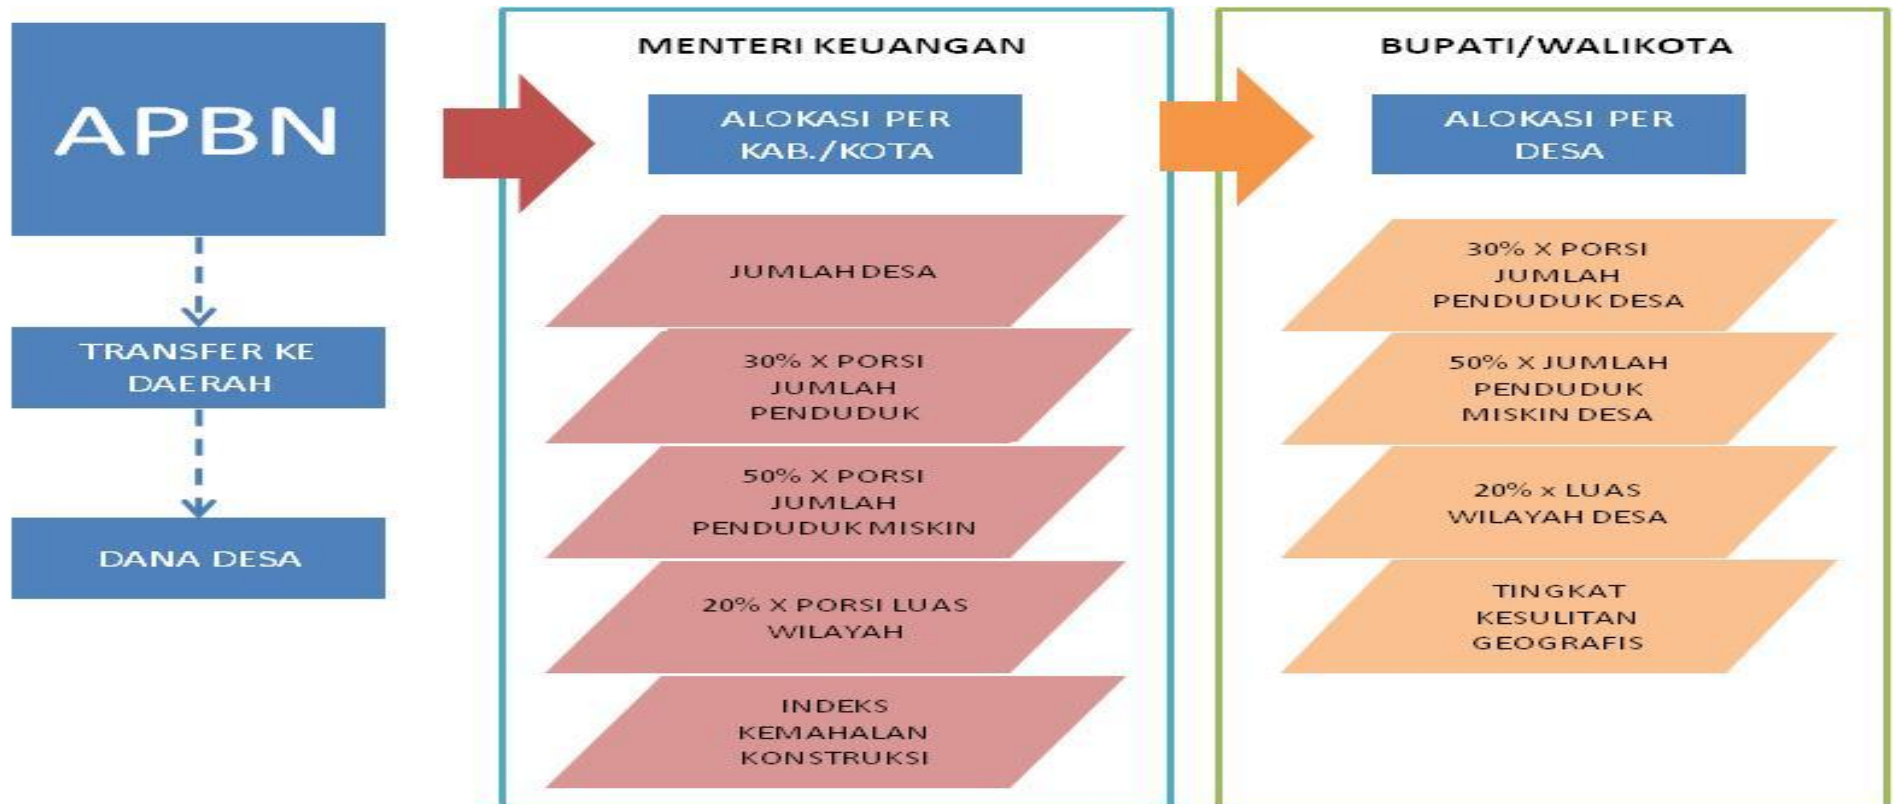 APBN
TRANSFER KE
DAERAH
DANA DESA
MENTERI KEUANGAN
ALOKASI PER
KAB./KOTA
JUMLAH DESA
30% X PORSI
JUMLAH
PENDUDUK
50% X PORSI
JUMLAH
PENDUDUK MISKIN
20% X PORSI LUAS
WILAYAH
INDEKS
KEMAHALAN
KONSTRUKSI
BUPATI/WALIKOTA
ALOKASI PER
DESA
30% X PORSI
JUMLAH
PENDUDUK DESA
50% X JUMLAH
PENDUDUK
MISKIN DESA
20% x LUAS
WILAYAH DESA
TINGKAT
KESULITAN
GEOGRAFIS